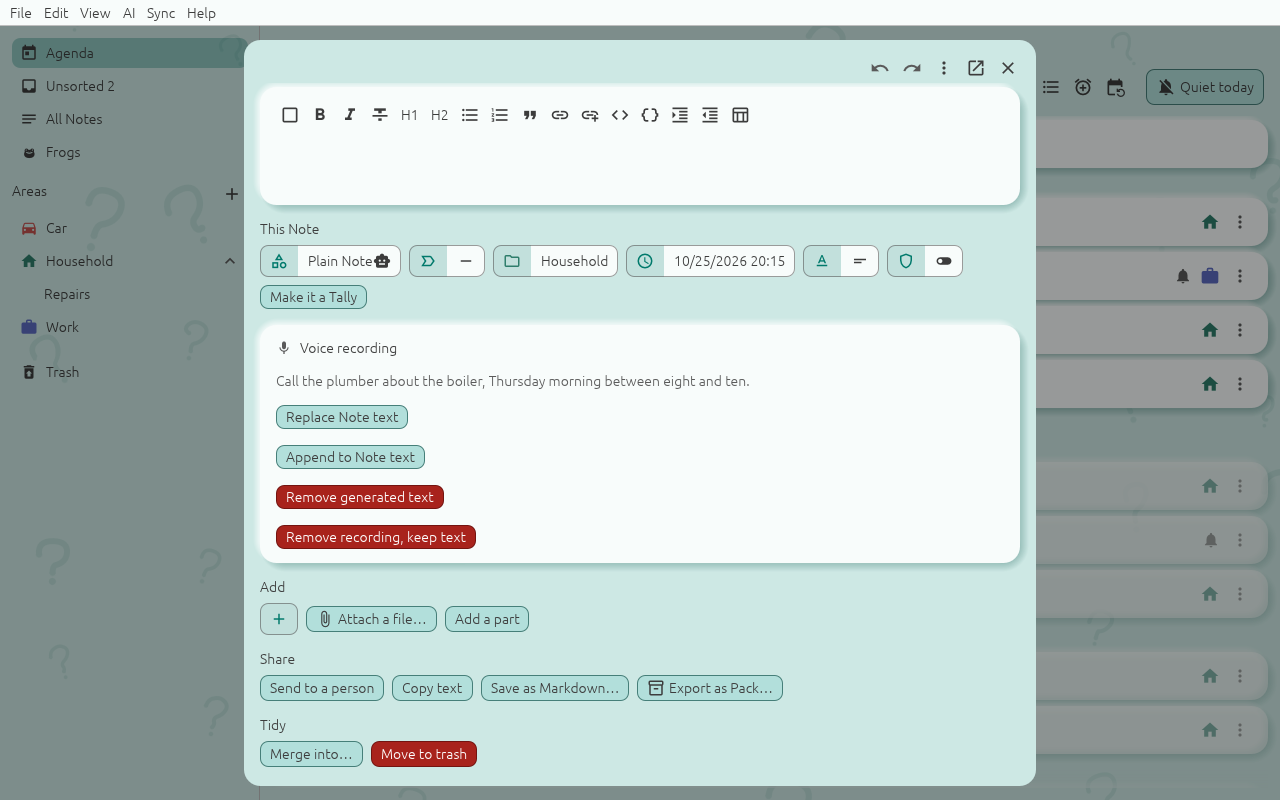 File Edit View AI Sync Help
Agenda
Unsorted 2
All Notes
Frogs
Areas
Car
Household
Repairs
Work
Trash
Quiet today
B I H1 H2
This Note
Plain Note
Household
10/25/2026 20:15
Make it a Tally
Voice recording
Call the plumber about the boiler, Thursday morning between eight and ten.
Replace Note text
Append to Note text
Remove generated text
Remove recording, keep text
Add
Attach a file...
Add a part
Share
Send to a person
Copy text
Save as Markdown...
Export as Pack...
Tidy
Merge into...
Move to trash